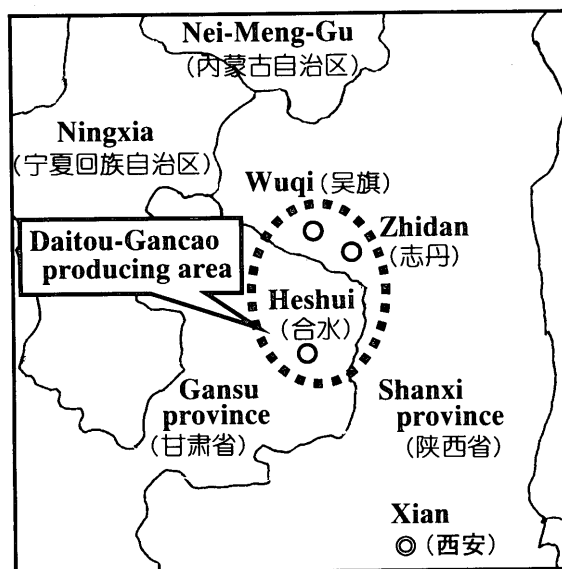 Nei-Meng-Gu
(内蒙古自治区)
Ningxia
(宁夏回族自治区)
Wuqi (吴旗)
Zhidan
(志丹)
Daitou-Gancao
producing area
Heshui
(合水)
Gansu
province
(甘肃省)
Shanxi
province
(陕西省)
Xian
(西安)